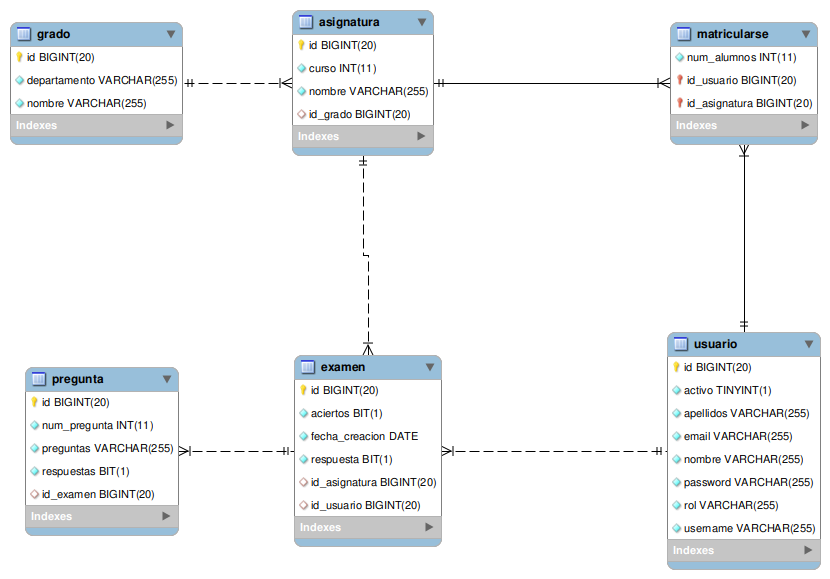 grado
id BIGINT(20)
departamento VARCHAR(255)
nombre VARCHAR(255)
Indexes
asignatura
id BIGINT(20)
curso INT(11)
nombre VARCHAR(255)
id_grado BIGINT(20)
Indexes
matricularse
num_alumnos INT(11)
id_usuario BIGINT(20)
id_asignatura BIGINT(20)
Indexes
pregunta
id BIGINT(20)
num_pregunta INT(11)
preguntas VARCHAR(255)
respuestas BIT(1)
id_examen BIGINT(20)
Indexes
examen
id BIGINT(20)
aciertos BIT(1)
fecha_creacion DATE
respuesta BIT(1)
id_asignatura BIGINT(20)
id_usuario BIGINT(20)
Indexes
usuario
id BIGINT(20)
activo TINYINT(1)
apellidos VARCHAR(255)
email VARCHAR(255)
nombre VARCHAR(255)
password VARCHAR(255)
rol VARCHAR(255)
username VARCHAR(255)
Indexes